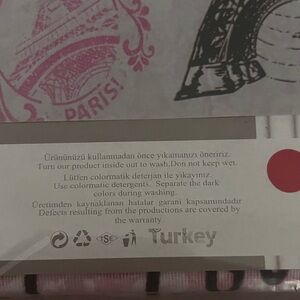 PARIS!
Ürününüzü kullanmadan önce yıkamanızı öneririz.
Turn our product inside out to wash,Don not keep wet.
Lütfen colormatik deterjan ile yıkayınız.
Use colormatic detergents. Separate the dark
colors during washing.
Üretimden kaynaklanan hatalar garanti kapsamındadır
Defects resulting from the productions are covered by
the warranty.
TSE
Turkey